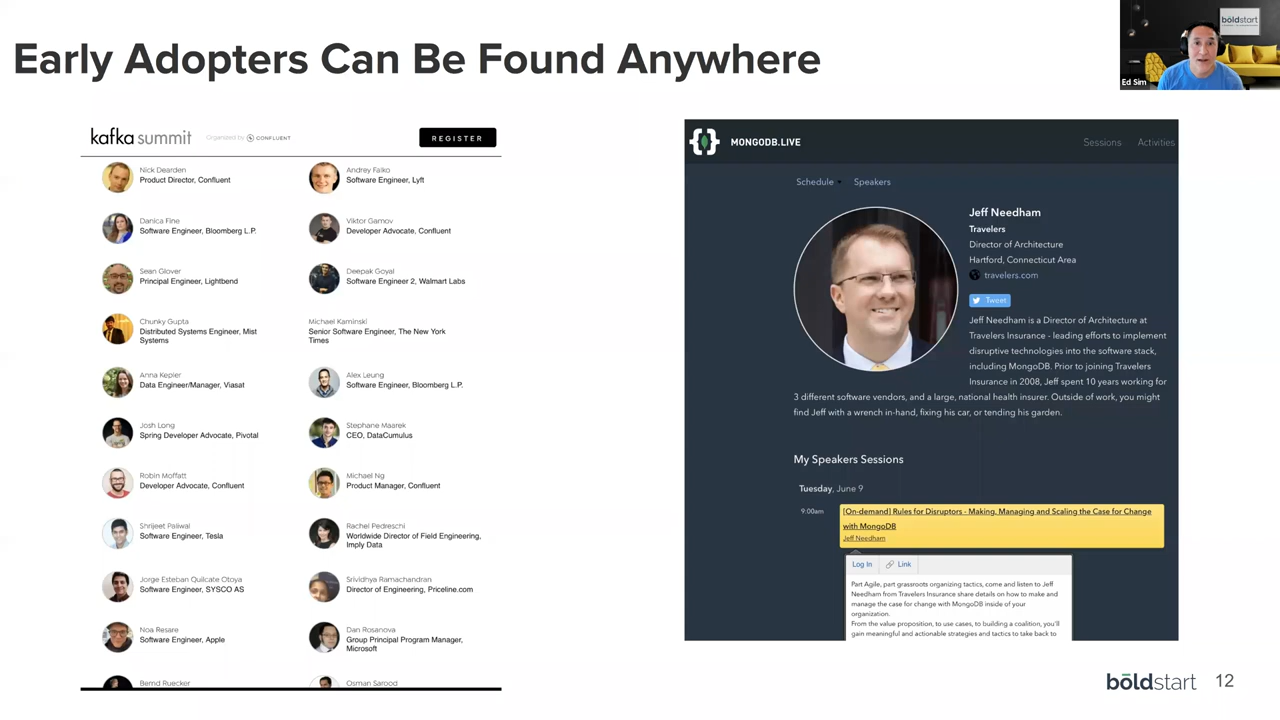 Early Adopters Can Be Found Anywhere
böldstart
Ed Sim
kafka summit
Organized by CONFLUENT
REGISTER
Nick Dearden
Product Director, Confluent
Andrey Falko
Software Engineer, Lyft
Danica Fine
Software Engineer, Bloomberg L.P.
Viktor Gamov
Developer Advocate, Confluent
Sean Glover
Principal Engineer, Lightbend
Deepak Goyal
Software Engineer 2, Walmart Labs
Chunky Gupta
Distributed Systems Engineer, Mist
Systems
Michael Kaminski
Senior Software Engineer, The New York
Times
Anna Kepler
Data Engineer/Manager, Viasat
Alex Leung
Software Engineer, Bloomberg L.P.
Josh Long
Spring Developer Advocate, Pivotal
Stephane Maarek
CEO, DataCumulus
Robin Moffatt
Developer Advocate, Confluent
Michael Ng
Product Manager, Confluent
Shrijeet Paliwal
Software Engineer, Tesla
Rachel Pedreschi
Worldwide Director of Field Engineering,
Imply Data
Jorge Esteban Quilcate Otoya
Software Engineer, SYSCO AS
Srividhya Ramachandran
Director of Engineering, Priceline.com
Noa Resare
Software Engineer, Apple
Dan Rosanova
Group Principal Program Manager,
Microsoft
Bernd Ruecker
Osman Sarood
MONGODB.LIVE
Sessions
Activities
Schedule
Speakers
Jeff Needham
Travelers
Director of Architecture
Hartford, Connecticut Area
travelers.com
Tweet
Jeff Needham is a Director of Architecture at
Travelers Insurance - leading efforts to implement
disruptive technologies into the software stack,
including MongoDB. Prior to joining Travelers
Insurance in 2008, Jeff spent 10 years working for
3 different software vendors, and a large, national health insurer. Outside of work, you might
find Jeff with a wrench in-hand, fixing his car, or tending his garden.
My Speakers Sessions
Tuesday, June 9
9:00am
[On-demand] Rules for Disruptors - Making, Managing and Scaling the Case for Change
with MongoDB
Jeff Needham
Log In
Link
Part Agile, part grassroots organizing tactics, come and listen to Jeff
Needham from Travelers Insurance share details on how to make and
manage the case for change with MongoDB inside of your
organization.
From the value proposition, to use cases, to building a coalition, you'll
gain meaningful and actionable strategies and tactics to take back to
böldstart
12